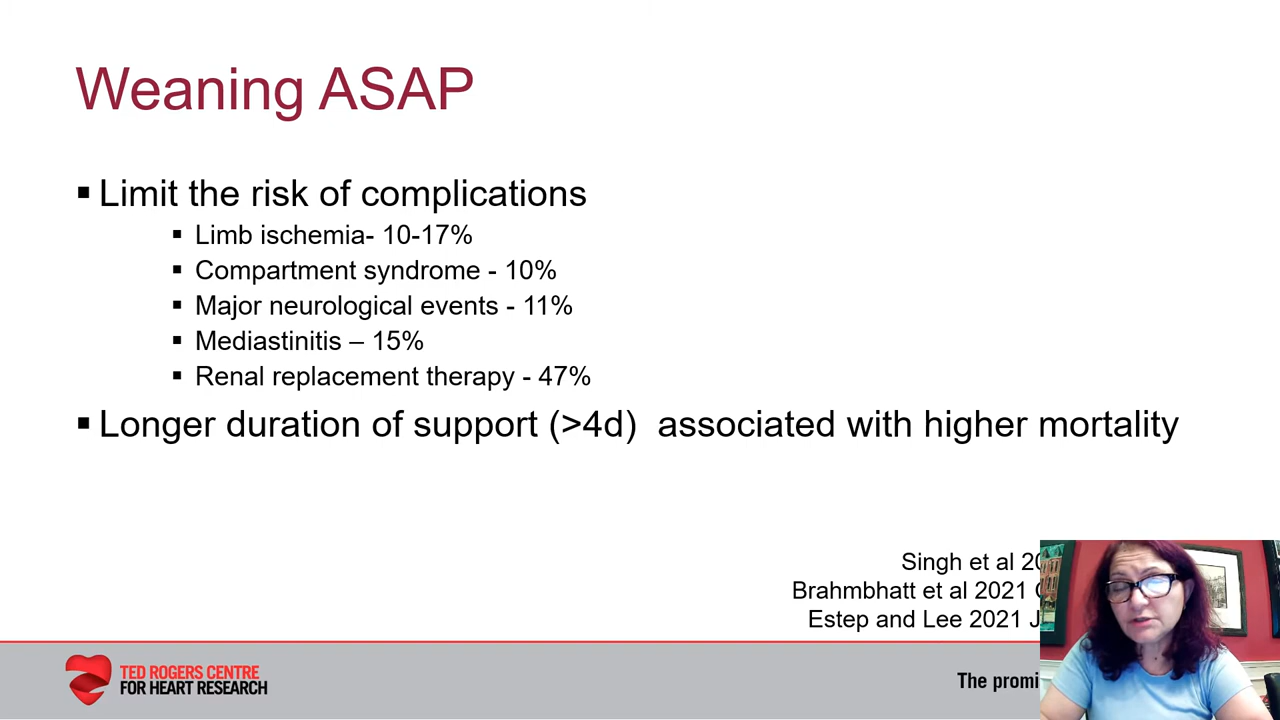 Weaning ASAP
▪ Limit the risk of complications
▪ Limb ischemia- 10-17%
▪ Compartment syndrome - 10%
▪ Major neurological events - 11%
▪ Mediastinitis – 15%
▪ Renal replacement therapy - 47%
▪ Longer duration of support (>4d) associated with higher mortality
Singh et al
Brahmbhatt et al 2021
Estep and Lee 2021
TED ROGERS CENTRE
FOR HEART RESEARCH
The